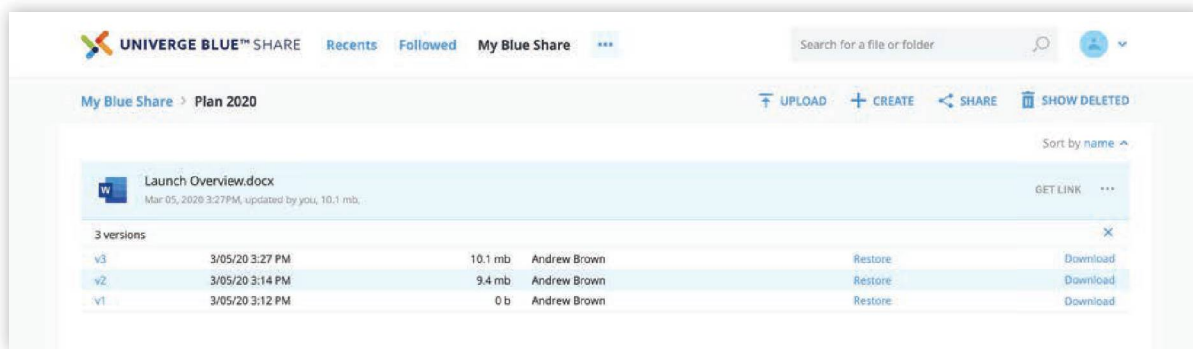 UNIVERGE BLUE™ SHARE Recents Followed My Blue Share ••• Search for a file or folder
My Blue Share > Plan 2020 UPLOAD + CREATE SHARE SHOW DELETED
Sort by name
W Launch Overview.docx GET LINK •••
Mar 05, 2020 3:27PM, updated by you, 10.1 mb,
3 versions ×
v3 3/05/20 3:27 PM 10.1 mb Andrew Brown Restore Download
v2 3/05/20 3:14 PM 9.4 mb Andrew Brown Restore Download
v1 3/05/20 3:12 PM 0 b Andrew Brown Restore Download